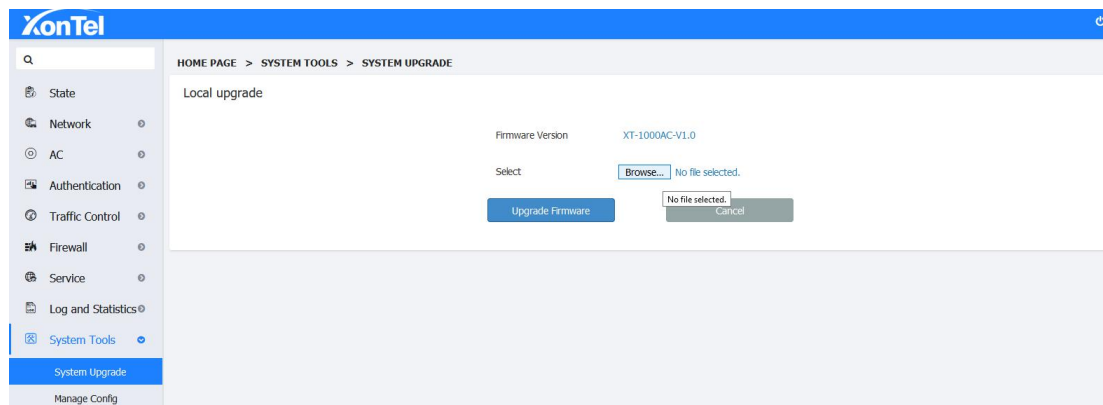 XonTel
HOME PAGE > SYSTEM TOOLS > SYSTEM UPGRADE
State
Network
AC
Authentication
Traffic Control
Firewall
Service
Log and Statistics
System Tools
System Upgrade
Manage Config
Local upgrade
Firmware Version XT-1000AC-V1.0
Select Browse... No file selected.
No file selected.
Upgrade Firmware Cancel